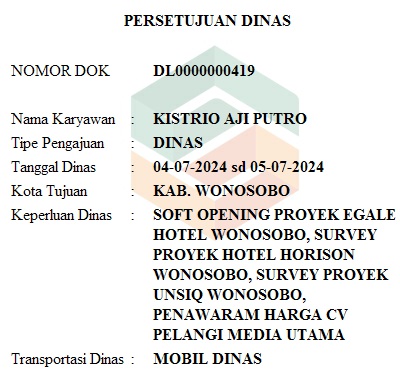 PERSETUJUAN DINAS
NOMOR DOK DL0000000419
Nama Karyawan : KISTRIO AJI PUTRO
Tipe Pengajuan : DINAS
Tanggal Dinas : 04-07-2024 sd 05-07-2024
Kota Tujuan : KAB. WONOSOBO
Keperluan Dinas : SOFT OPENING PROYEK EGALE
HOTEL WONOSOBO, SURVEY
PROYEK HOTEL HORISON
WONOSOBO, SURVEY PROYEK
UNSIQ WONOSOBO,
PENAWARAM HARGA CV
PELANGI MEDIA UTAMA
Transportasi Dinas : MOBIL DINAS